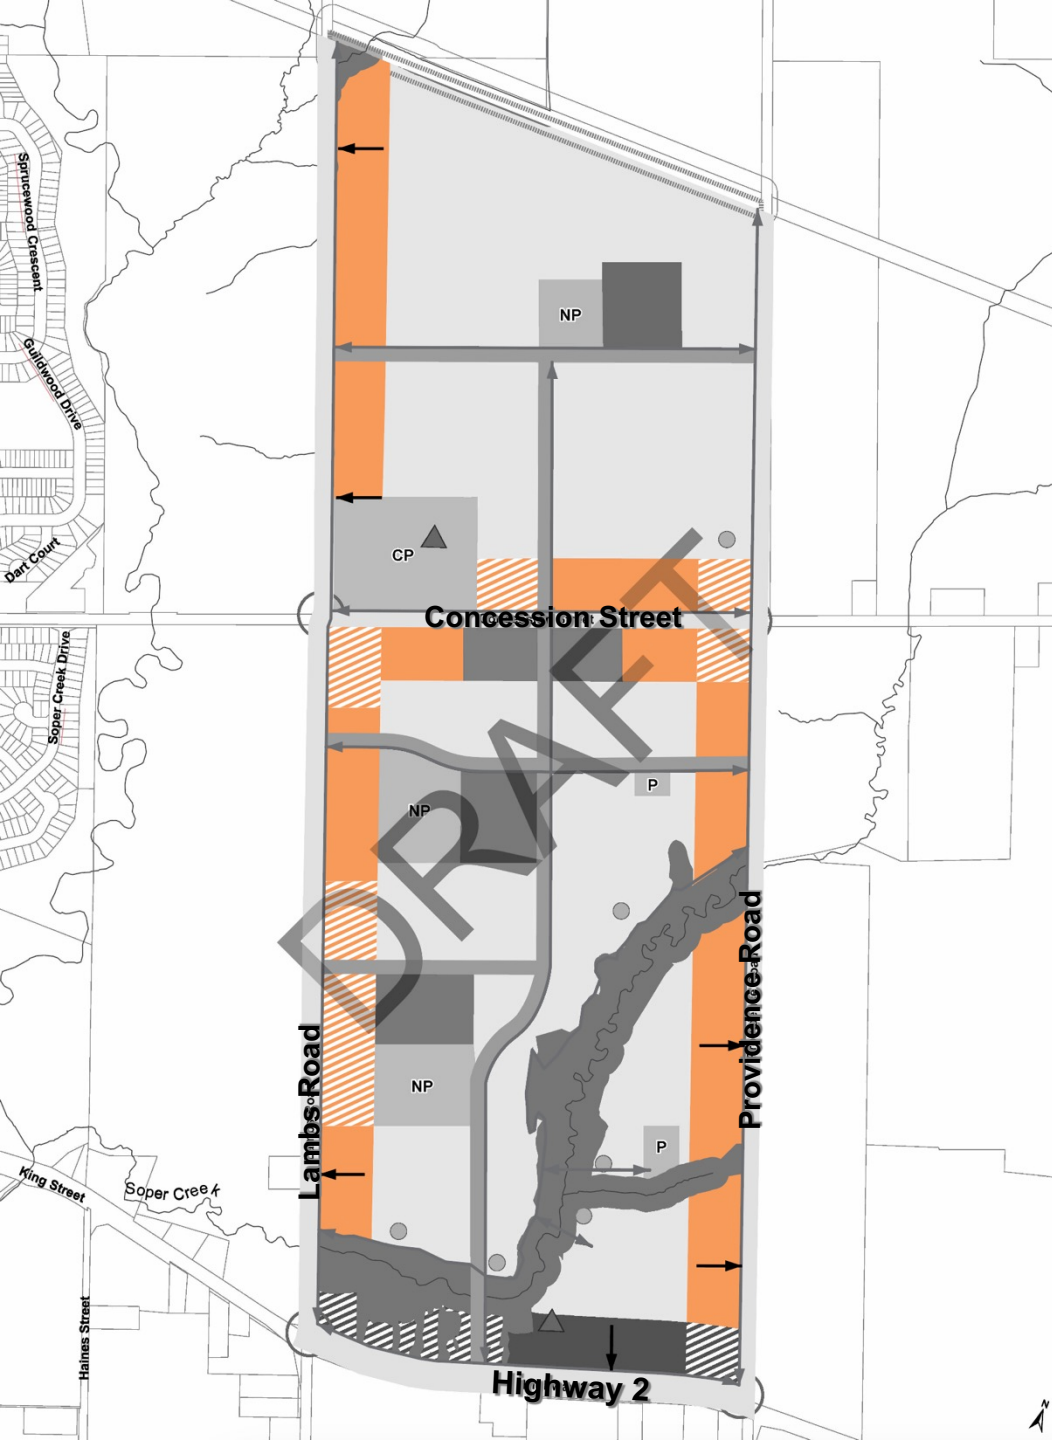 Sprucewood Crescent
Guildwood Drive
NP
Dart Court
CP
Concession Street
Soper Creek Drive
P
NP
DRAFT
Providence Road
Lambs Road
NP
P
King Street
Soper Creek
Haines Street
Highway 2
N